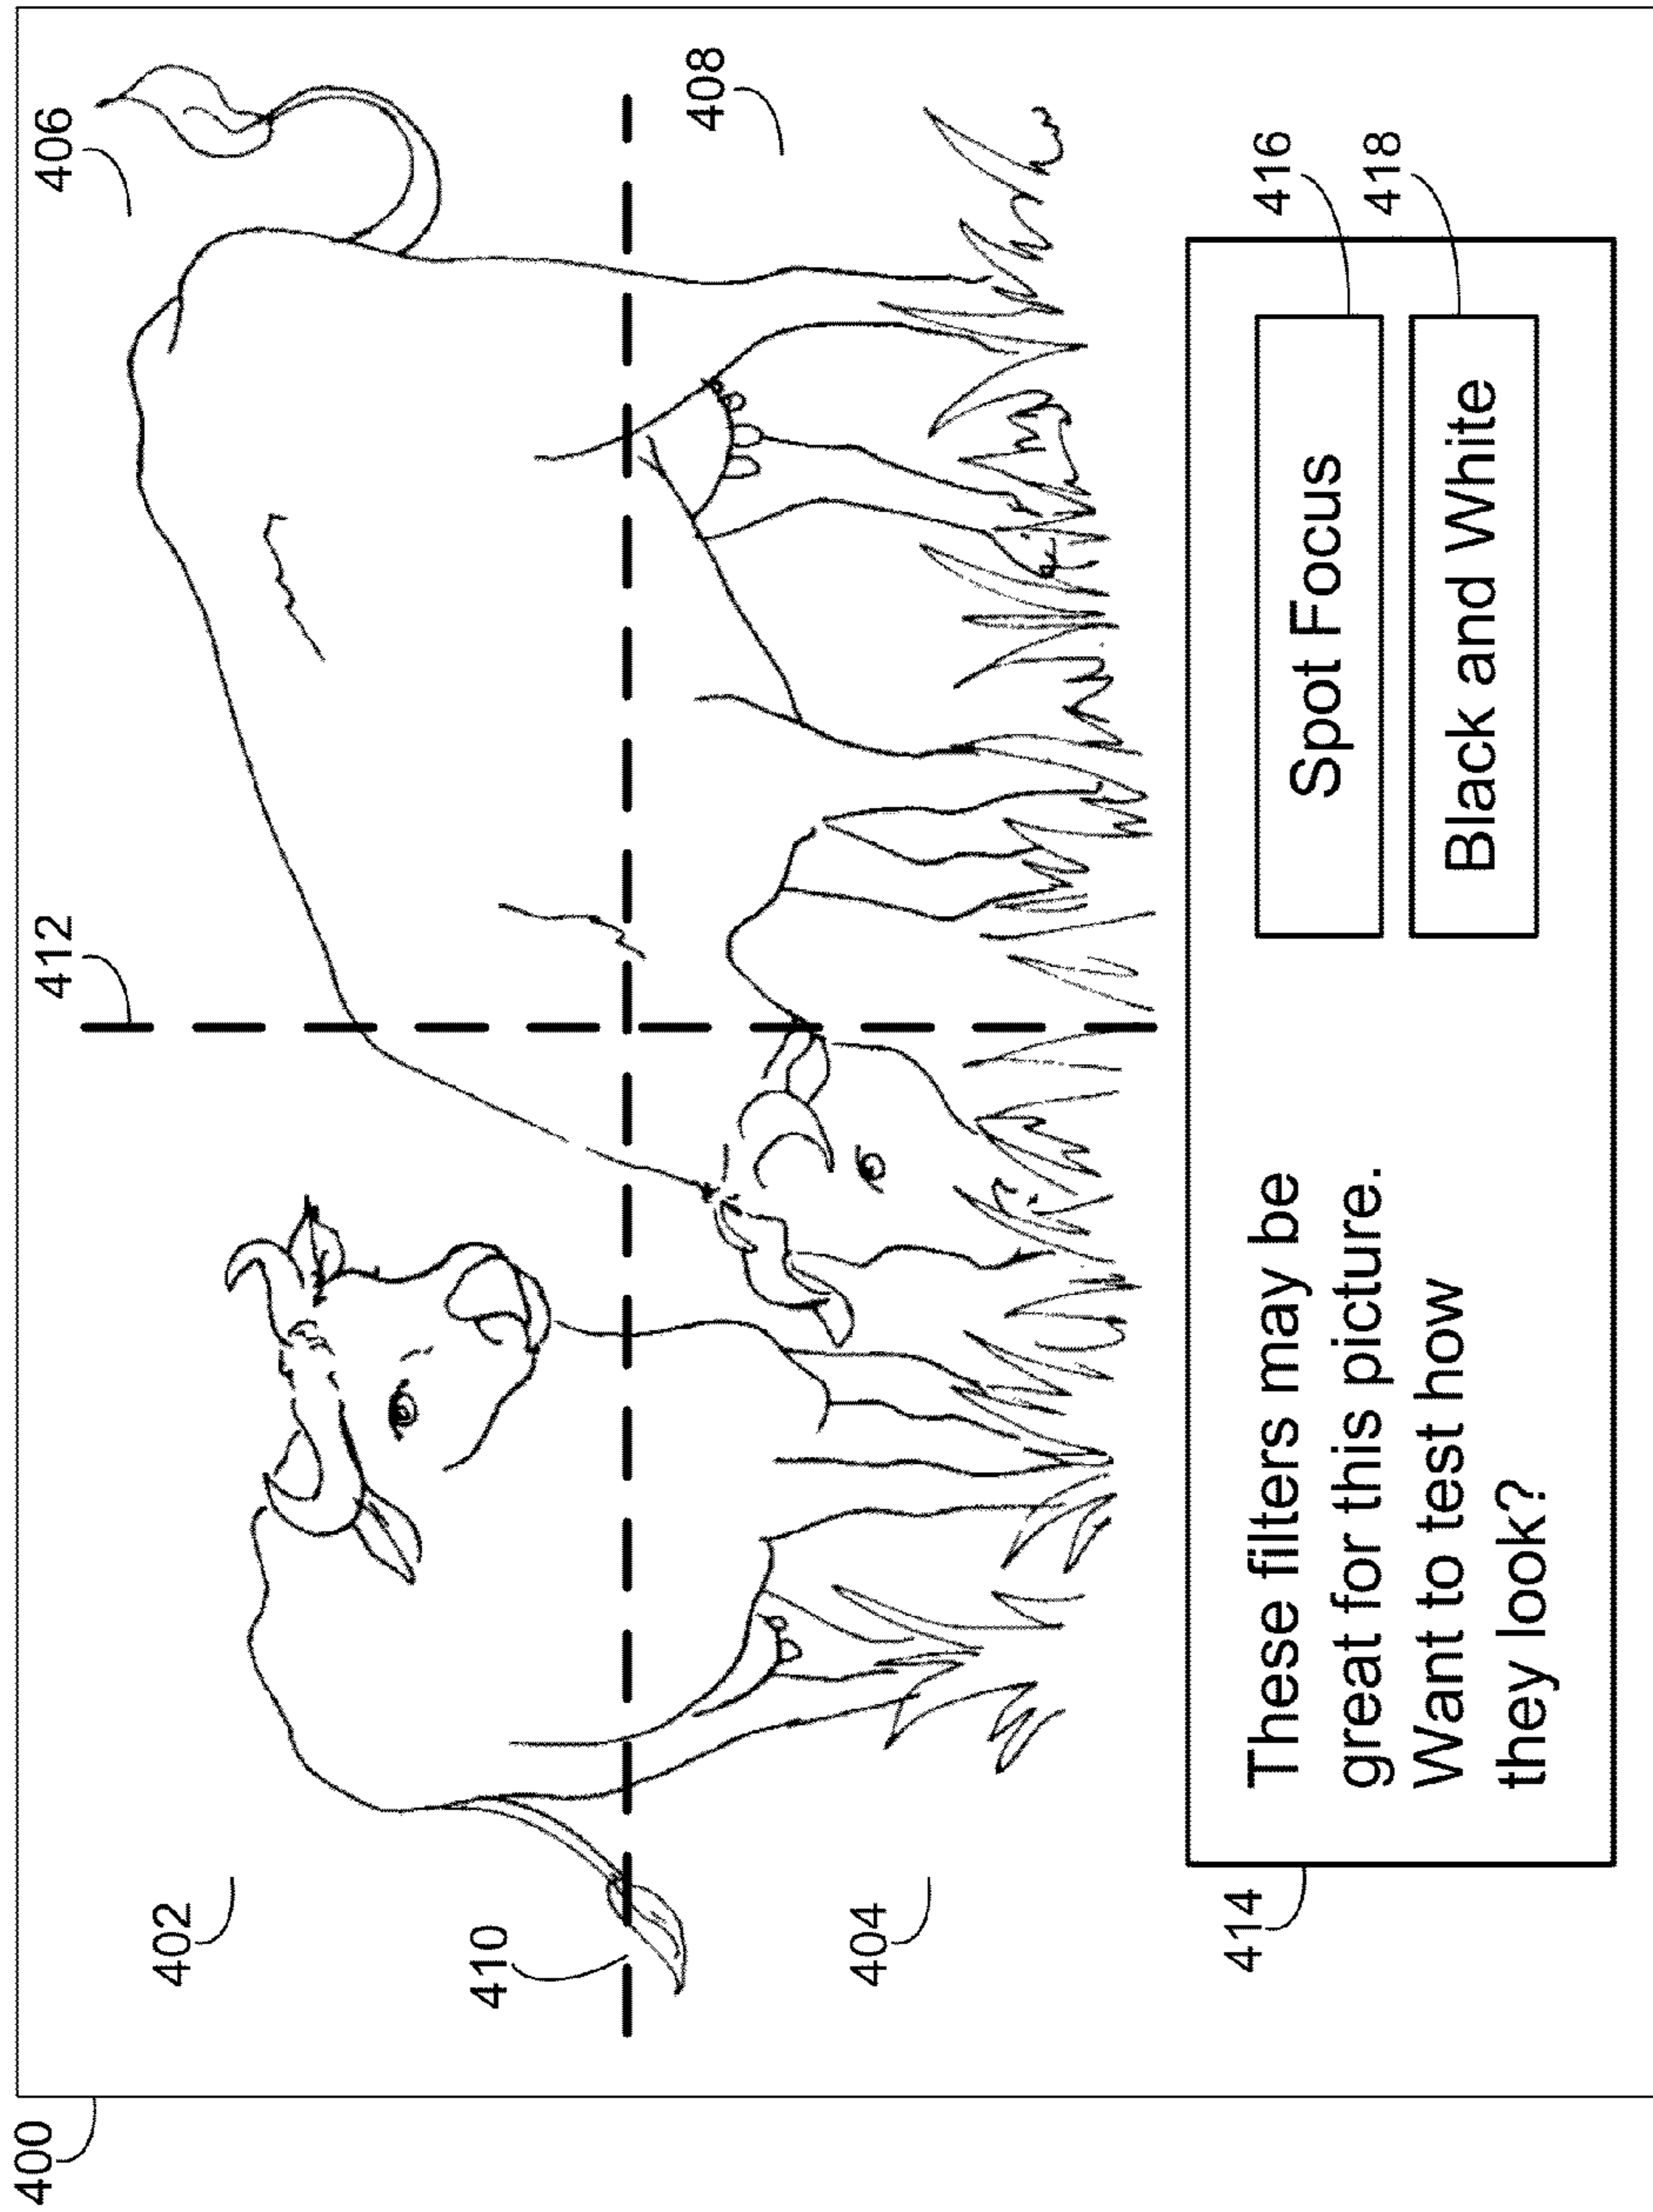 400
402
412
406
410
408
404
414
These filters may be
great for this picture.
Want to test how
they look?
Spot Focus
416
Black and White
418